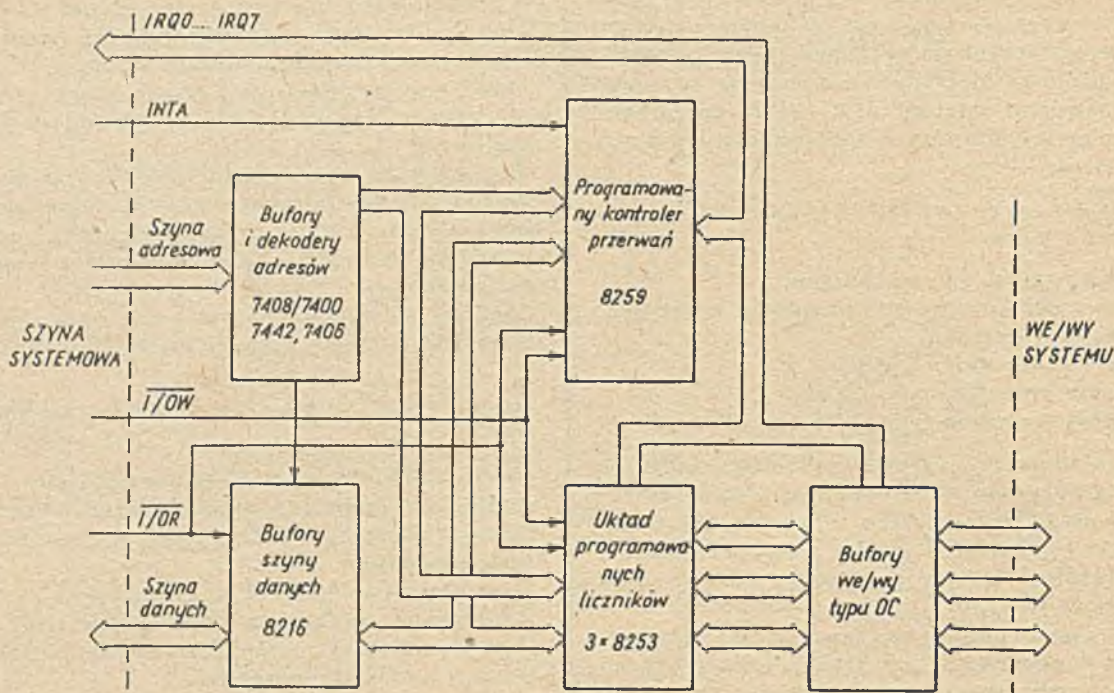 IRQ0.... IRQ7
INTA
Szyna
adresowa
Bufory
i dekodery
adresów
7408/7400
7442, 7406
Programowa-
ny kontroler
przerwań
8259
SZYNA
SYSTEMOWA
WE/WY
SYSTEMU
I/OW
I/OR
Szyna
danych
Bufory
szyny
danych
8216
Układ
programowa-
nych
liczników
3×8253
Bufory
we/wy
typu OC